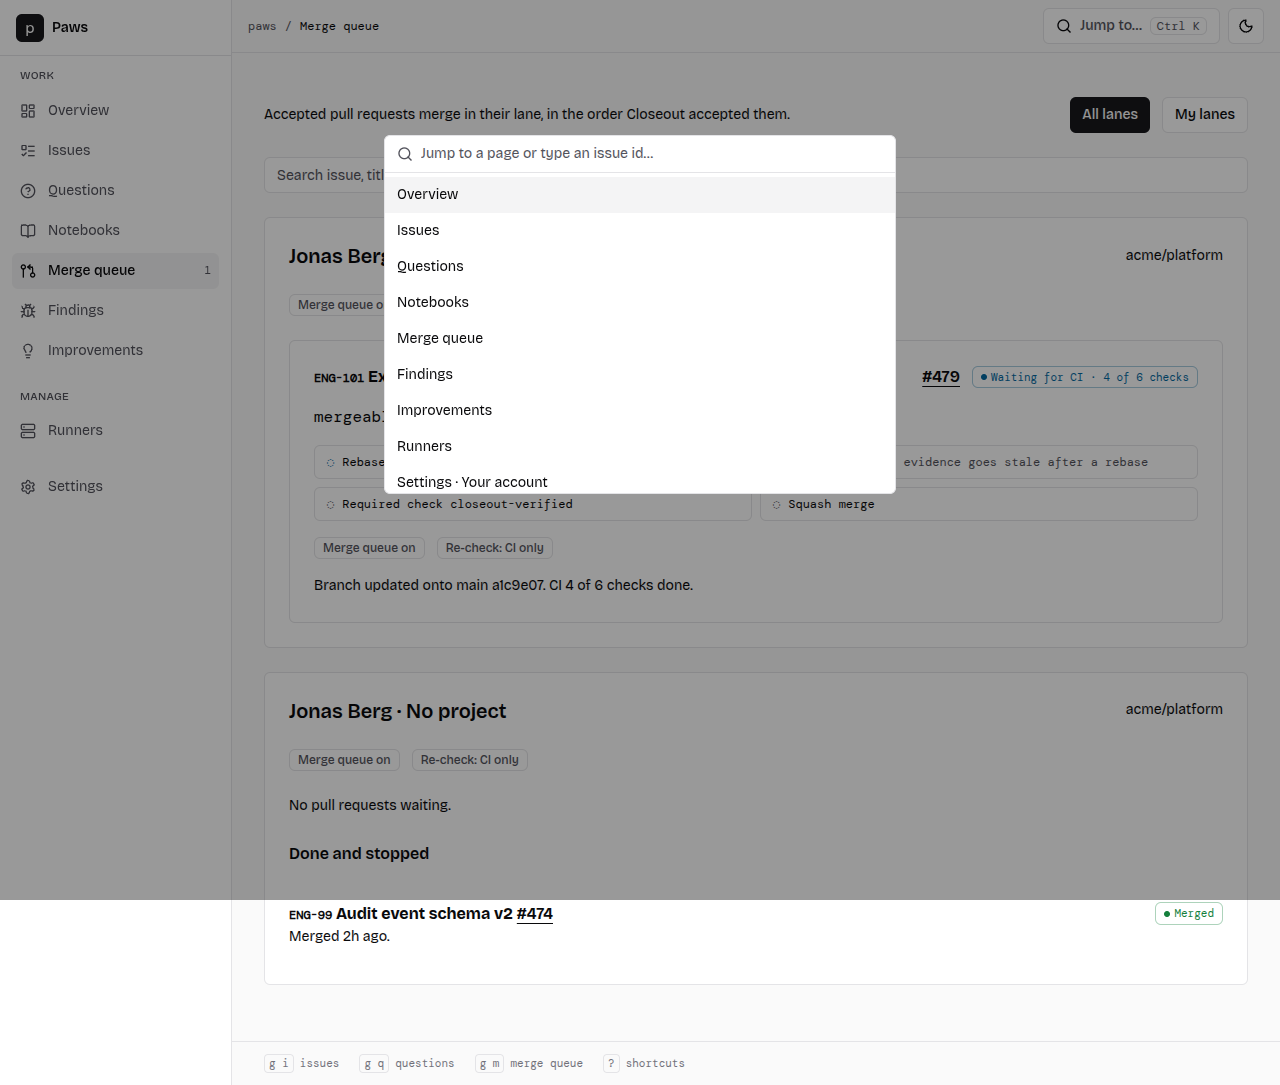 p Paws
paws / Merge queue
Jump to... Ctrl K
WORK
Overview
Issues
Questions
Notebooks
Merge queue 1
Findings
Improvements
MANAGE
Runners
Settings
Accepted pull requests merge in their lane, in the order Closeout accepted them.
All lanes My lanes
Jump to a page or type an issue id...
Overview
Issues
Questions
Notebooks
Merge queue
Findings
Improvements
Runners
Settings · Your account
Search issue,
Jonas Berg
acme/platform
Merge queue
ENG-101
#479 Waiting for CI · 4 of 6 checks
Rebase
evidence goes stale after a rebase
Required check closeout-verified
Squash merge
Merge queue on Re-check: CI only
Branch updated onto main a1c9e07. CI 4 of 6 checks done.
Jonas Berg · No project
acme/platform
Merge queue on Re-check: CI only
No pull requests waiting.
Done and stopped
ENG-99 Audit event schema v2 #474
Merged
Merged 2h ago.
g i issues g q questions g m merge queue ? shortcuts